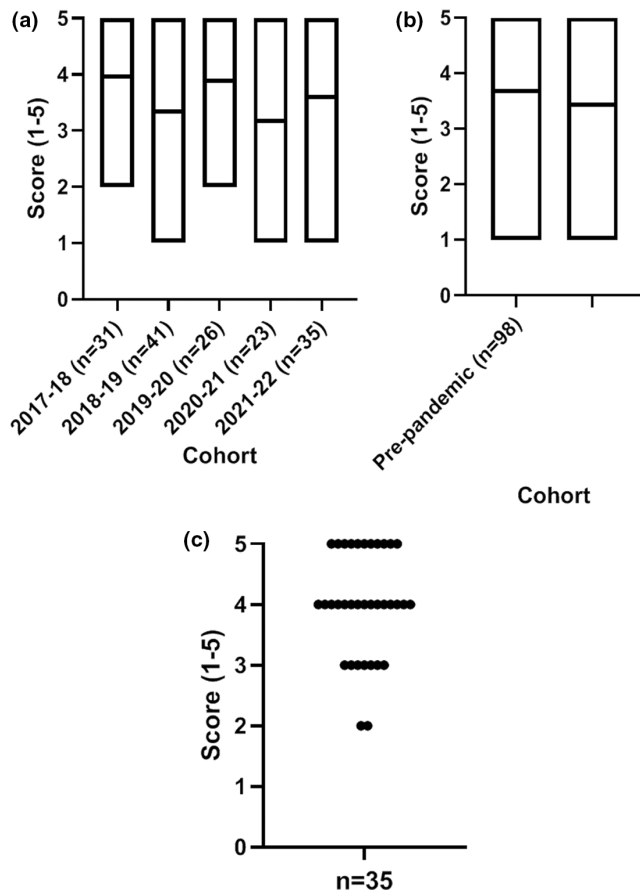 (a)
Score (1-5)
5
4
3
2
1
0
2017-18 (n=31)
2018-19 (n=41)
2019-20 (n=26)
2020-21 (n=23)
2021-22 (n=35)
Cohort
(b)
Score (1-5)
5
4
3
2
1
0
Pre-pandemic (n=98)
Cohort
(c)
Score (1-5)
5
4
3
2
1
0
n=35